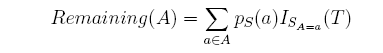 Remaining(A) = ∑_{a∈A} p_S(a) I_{S_{A=a}}(T)